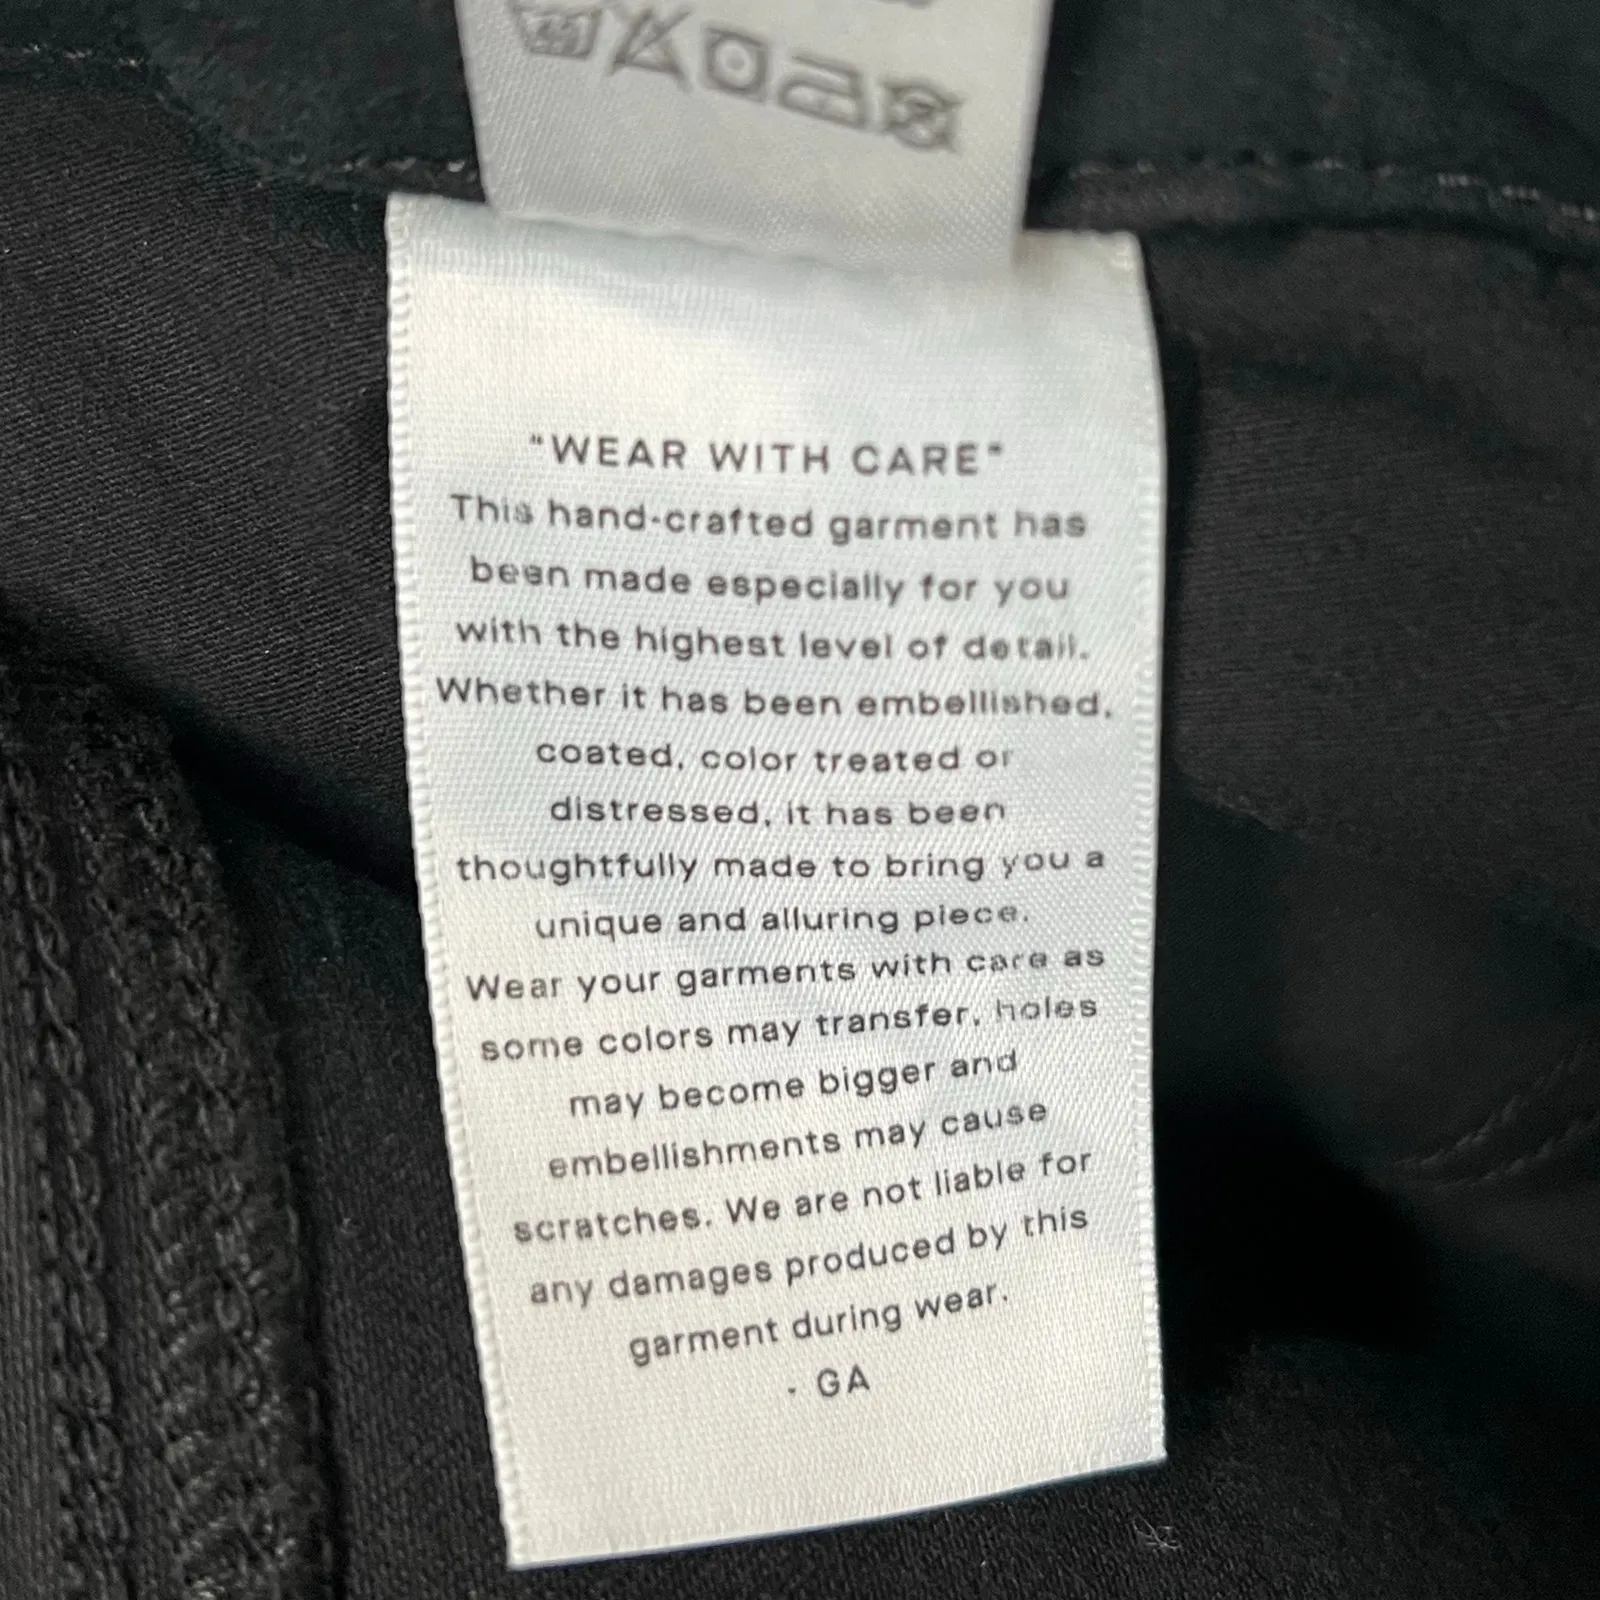 "WEAR WITH CARE"
This hand-crafted garment has
been made especially for you
with the highest level of detail.
Whether it has been embellished,
coated, color treated or
distressed, it has been
thoughtfully made to bring you a
unique and alluring piece.
Wear your garments with care as
some colors may transfer, holes
may become bigger and
embellishments may cause
scratches. We are not liable for
any damages produced by this
garment during wear.
- GA